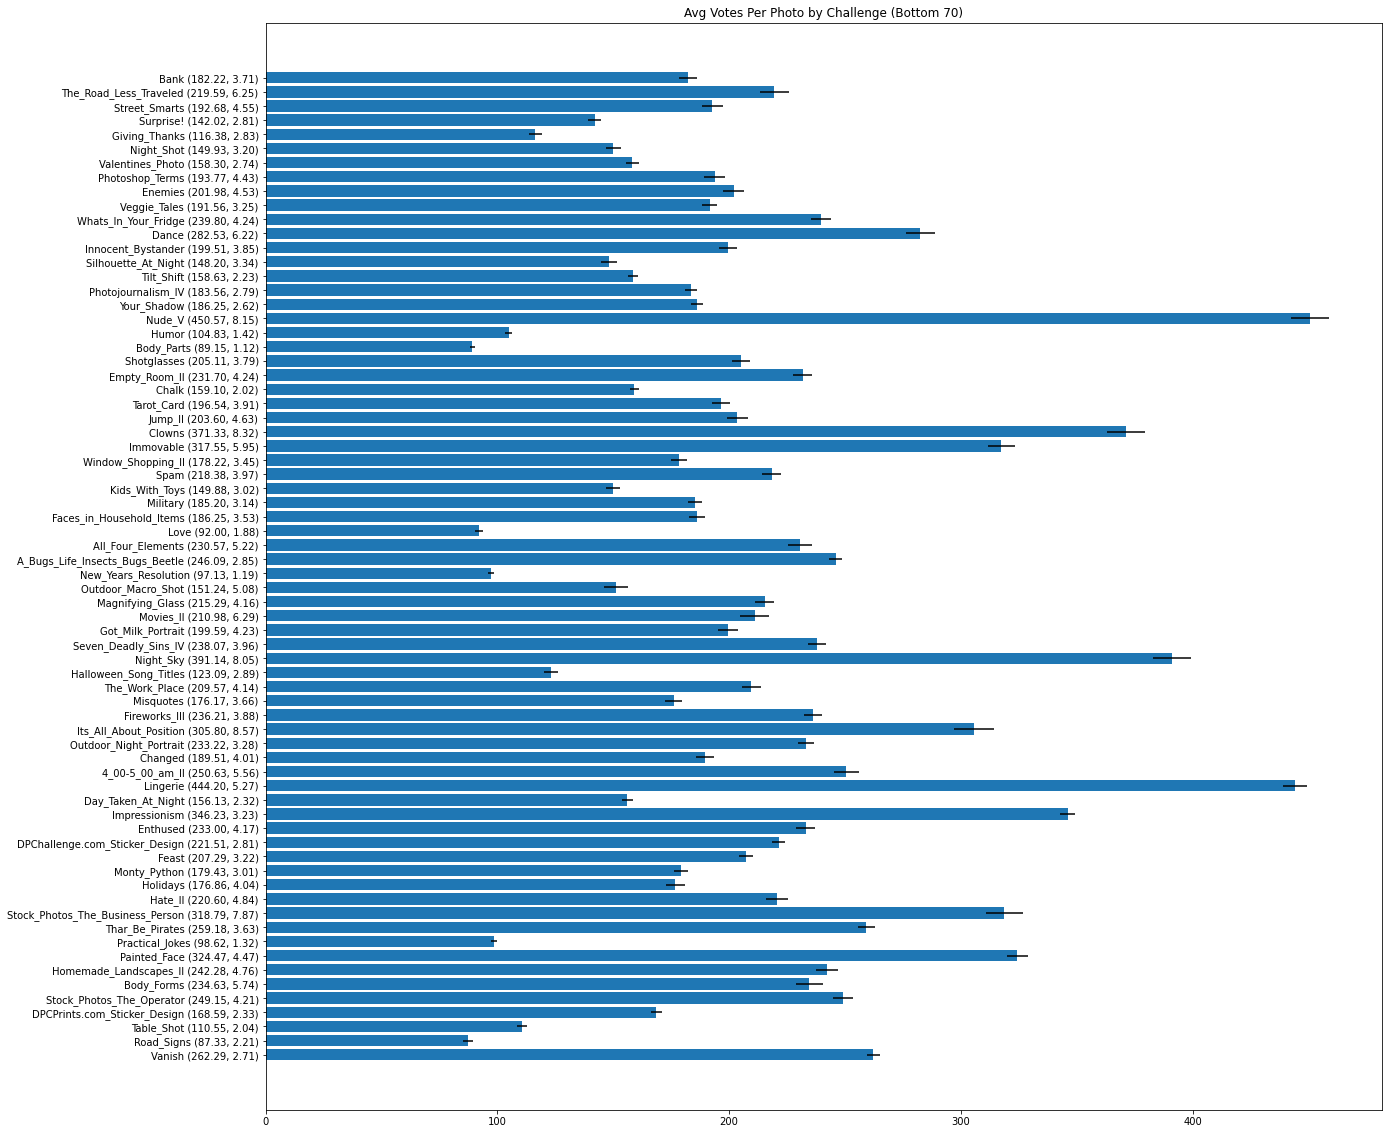 Avg Votes Per Photo by Challenge (Bottom 70)
Bank (182.22, 3.71)
The_Road_Less_Traveled (219.59, 6.25)
Street_Smarts (192.68, 4.55)
Surprise! (142.02, 2.81)
Giving_Thanks (116.38, 2.83)
Night_Shot (149.93, 3.20)
Valentines_Photo (158.30, 2.74)
Photoshop_Terms (193.77, 4.43)
Enemies (201.98, 4.53)
Veggie_Tales (191.56, 3.25)
Whats_In_Your_Fridge (239.80, 4.24)
Dance (282.53, 6.22)
Innocent_Bystander (199.51, 3.85)
Silhouette_At_Night (148.20, 3.34)
Tilt_Shift (158.63, 2.23)
Photojournalism_IV (183.56, 2.79)
Your_Shadow (186.25, 2.62)
Nude_V (450.57, 8.15)
Humor (104.83, 1.42)
Body_Parts (89.15, 1.12)
Shotglasses (205.11, 3.79)
Empty_Room_II (231.70, 4.24)
Chalk (159.10, 2.02)
Tarot_Card (196.54, 3.91)
Jump_II (203.60, 4.63)
Clowns (371.33, 8.32)
Immovable (317.55, 5.95)
Window_Shopping_II (178.22, 3.45)
Spam (218.38, 3.97)
Kids_With_Toys (149.88, 3.02)
Military (185.20, 3.14)
Faces_in_Household_Items (186.25, 3.53)
Love (92.00, 1.88)
All_Four_Elements (230.57, 5.22)
A_Bugs_Life_Insects_Bugs_Beetle (246.09, 2.85)
New_Years_Resolution (97.13, 1.19)
Outdoor_Macro_Shot (151.24, 5.08)
Magnifying_Glass (215.29, 4.16)
Movies_II (210.98, 6.29)
Got_Milk_Portrait (199.59, 4.23)
Seven_Deadly_Sins_IV (238.07, 3.96)
Night_Sky (391.14, 8.05)
Halloween_Song_Titles (123.09, 2.89)
The_Work_Place (209.57, 4.14)
Misquotes (176.17, 3.66)
Fireworks_III (236.21, 3.88)
Its_All_About_Position (305.80, 8.57)
Outdoor_Night_Portrait (233.22, 3.28)
Changed (189.51, 4.01)
4_00-5_00_am_II (250.63, 5.56)
Lingerie (444.20, 5.27)
Day_Taken_At_Night (156.13, 2.32)
Impressionism (346.23, 3.23)
Enthused (233.00, 4.17)
DPChallenge.com_Sticker_Design (221.51, 2.81)
Feast (207.29, 3.22)
Monty_Python (179.43, 3.01)
Holidays (176.86, 4.04)
Hate_II (220.60, 4.84)
Stock_Photos_The_Business_Person (318.79, 7.87)
Thar_Be_Pirates (259.18, 3.63)
Practical_Jokes (98.62, 1.32)
Painted_Face (324.47, 4.47)
Homemade_Landscapes_II (242.28, 4.76)
Body_Forms (234.63, 5.74)
Stock_Photos_The_Operator (249.15, 4.21)
DPCPrints.com_Sticker_Design (168.59, 2.33)
Table_Shot (110.55, 2.04)
Road_Signs (87.33, 2.21)
Vanish (262.29, 2.71)
0 100 200 300 400